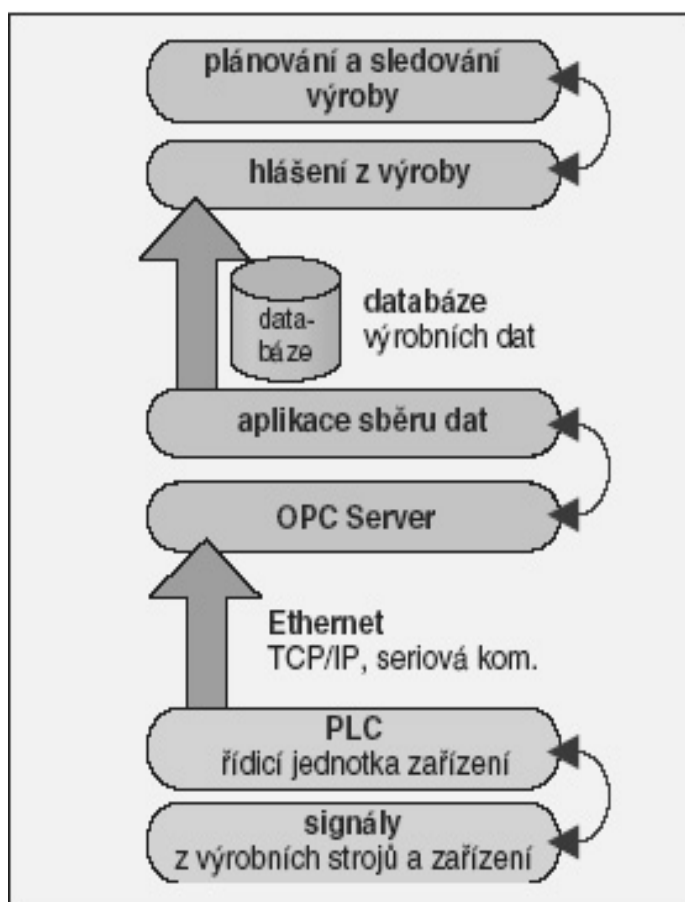 plánování a sledování
výroby
hlášení z výroby
data-
báze
databáze
výrobních dat
aplikace sběru dat
OPC Server
Ethernet
TCP/IP, seriová kom.
PLC
řídicí jednotka zařízení
signály
z výrobních strojů a zařízení